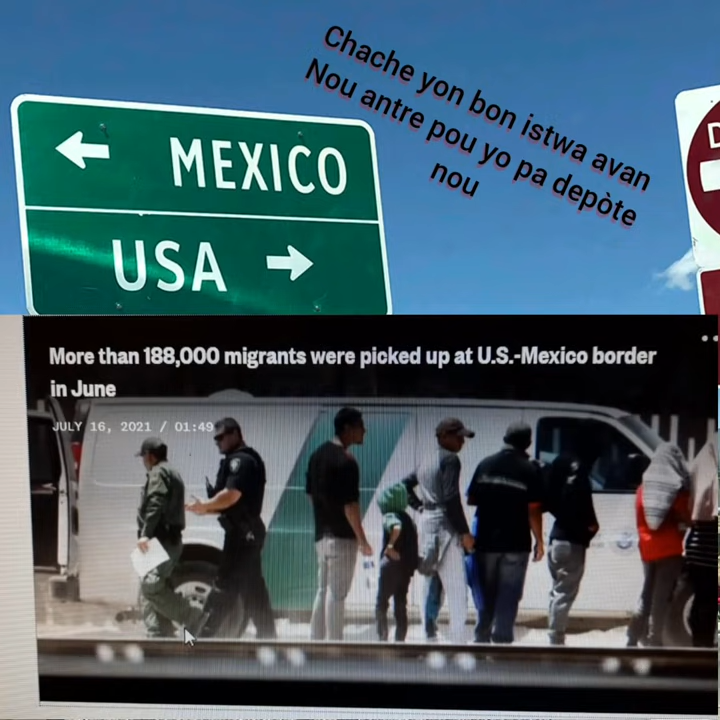 Chache yon bon istwa avan
Nou antre pou yo pa depòte
nou
MEXICO
USA
More than 188,000 migrants were picked up at U.S.-Mexico border
in June
JULY 16, 2021 / 01:49